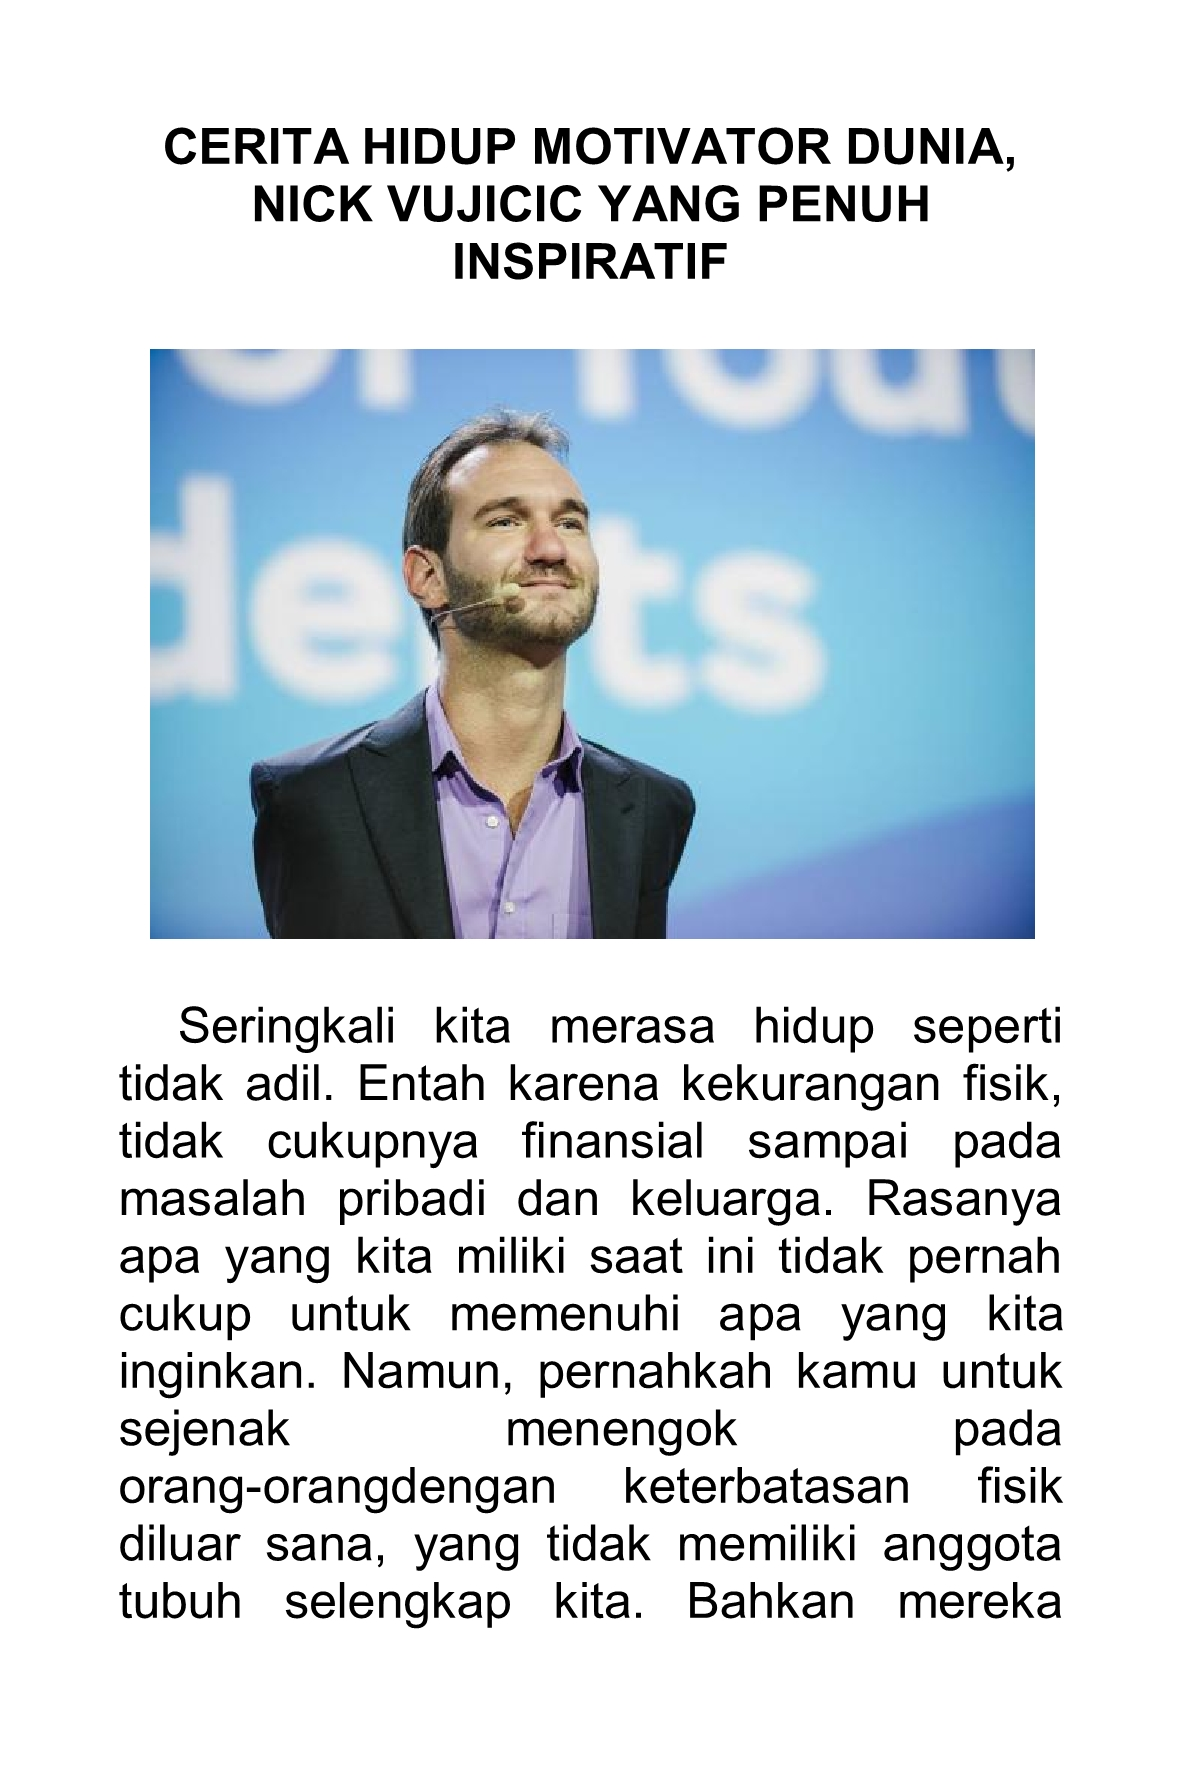 CERITA HIDUP MOTIVATOR DUNIA,
NICK VUJICIC YANG PENUH
INSPIRATIF
of You
dents
Seringkali kita merasa hidup seperti
tidak adil. Entah karena kekurangan fisik,
tidak cukupnya finansial sampai pada
masalah pribadi dan keluarga. Rasanya
apa yang kita miliki saat ini tidak pernah
cukup untuk memenuhi apa yang kita
inginkan. Namun, pernahkah kamu untuk
sejenak menengok pada
orang-orangdengan keterbatasan fisik
diluar sana, yang tidak memiliki anggota
tubuh selengkap kita. Bahkan mereka